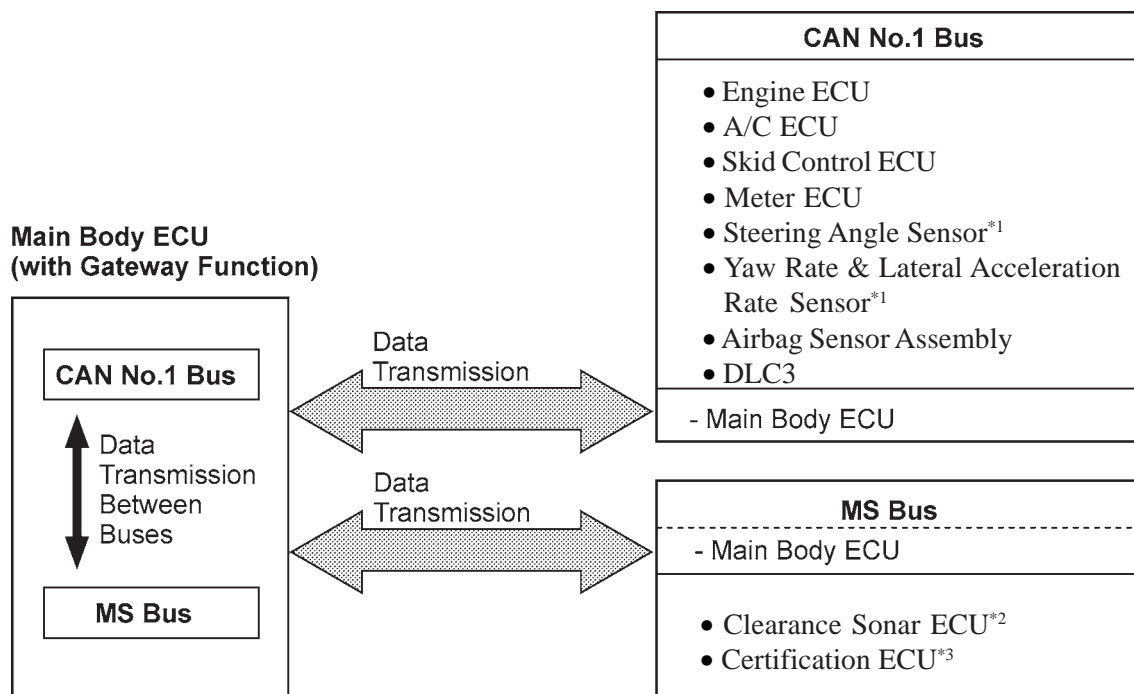 Main Body ECU
(with Gateway Function)
CAN No.1 Bus
Data
Transmission
Between
Buses
MS Bus
Data
Transmission
Data
Transmission
CAN No.1 Bus
• Engine ECU
• A/C ECU
• Skid Control ECU
• Meter ECU
• Steering Angle Sensor*1
• Yaw Rate & Lateral Acceleration
Rate Sensor*1
• Airbag Sensor Assembly
• DLC3
- Main Body ECU
MS Bus
- Main Body ECU
• Clearance Sonar ECU*2
• Certification ECU*3